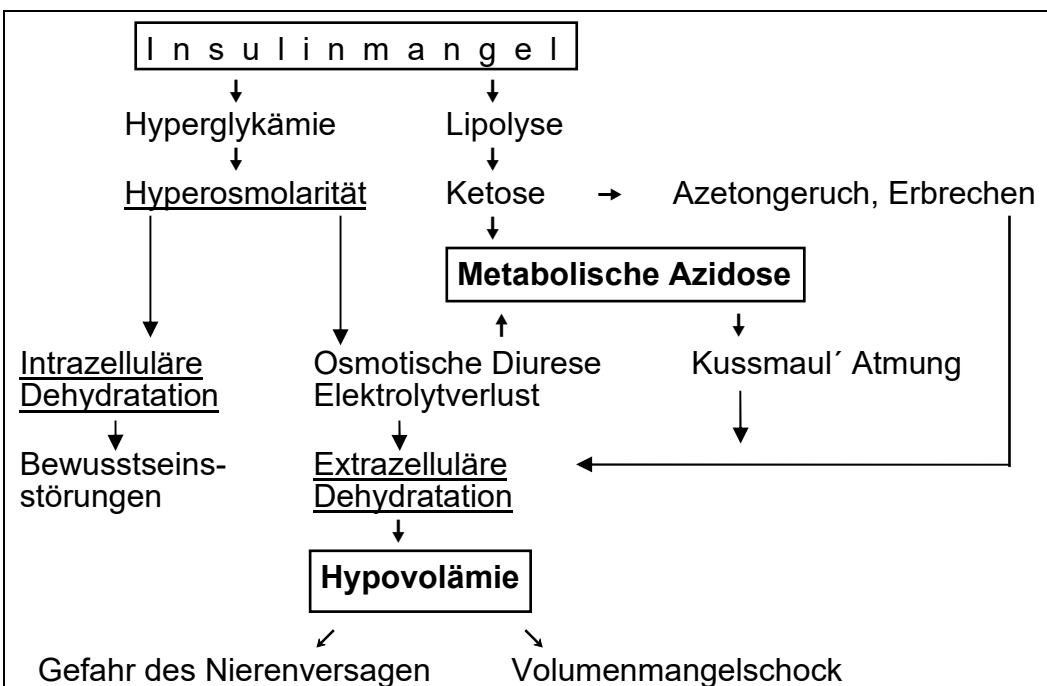 I n s u l i n m a n g e l
Hyperglykämie Lipolyse
Hyperosmolarität Ketose Azetongeruch, Erbrechen
Metabolische Azidose
Intrazelluläre Osmotische Diurese Kussmaul´ Atmung
Dehydratation Elektrolytverlust
Bewusstseins- Extrazelluläre
störungen Dehydratation
Hypovolämie
Gefahr des Nierenversagen Volumenmangelschock